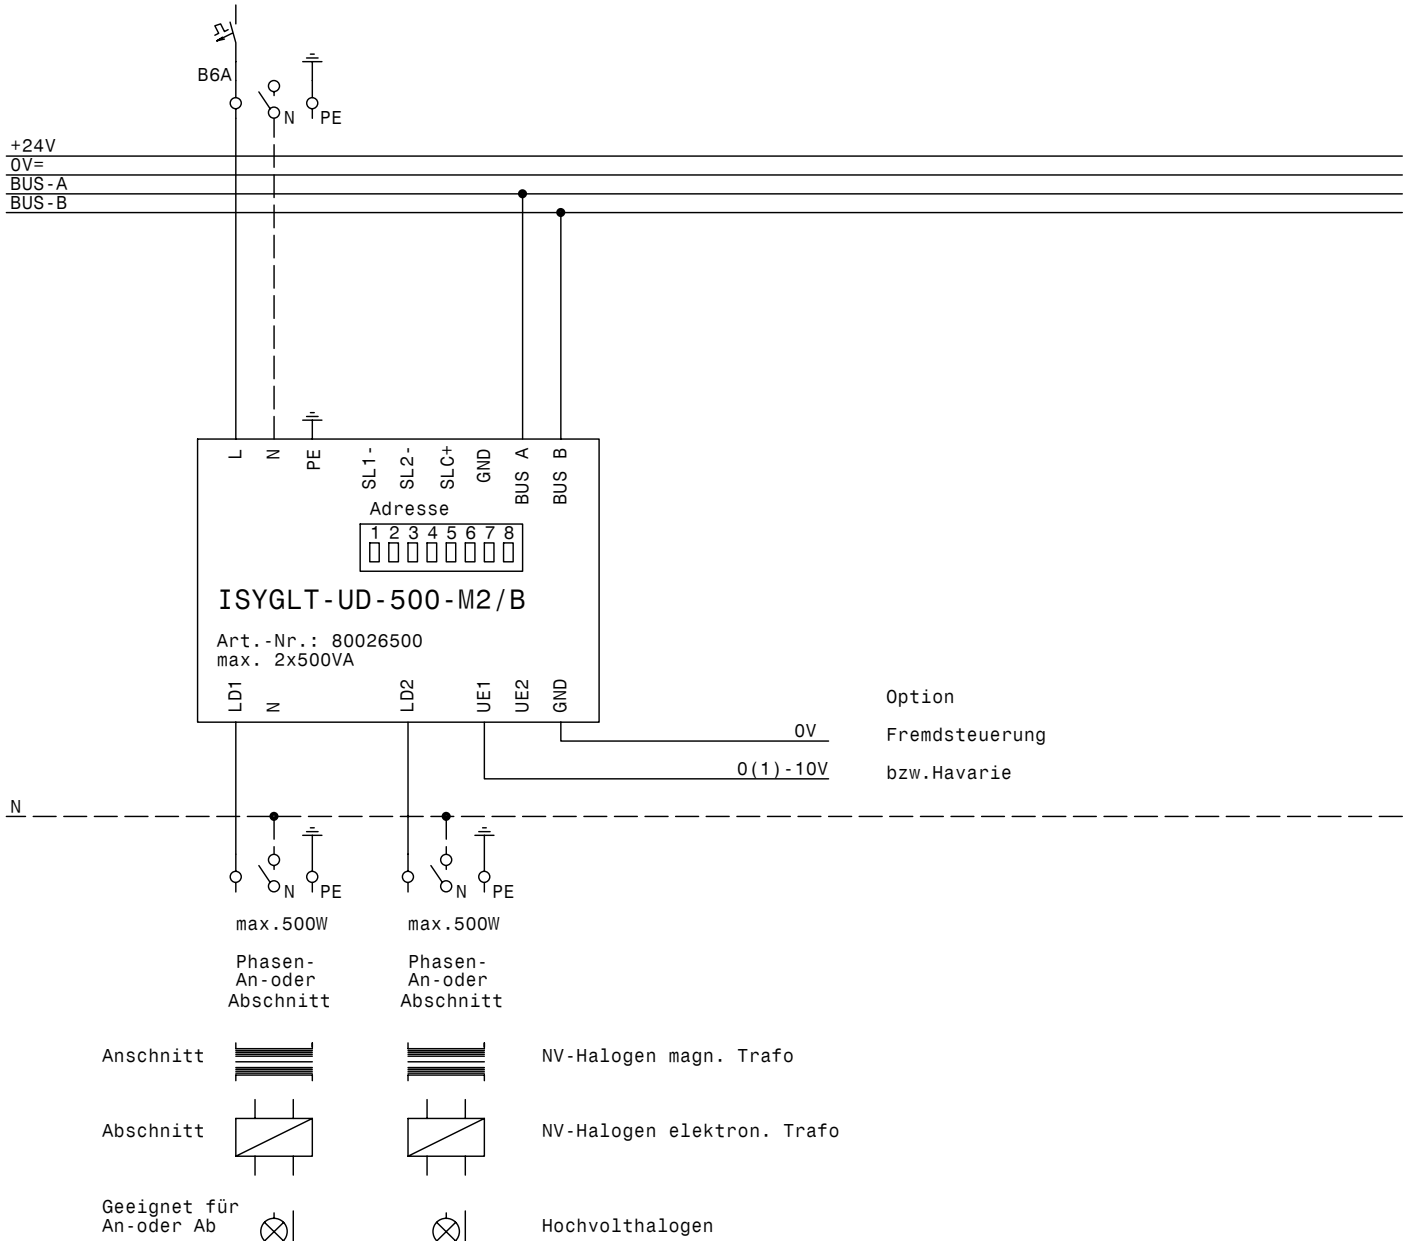 B6A
N
PE
+24V
0V=
BUS-A
BUS-B
L
N
PE
SL1-
SL2-
SLC+
GND
BUS A
BUS B
Adresse
1 2 3 4 5 6 7 8
ISYGLT-UD-500-M2/B
Art.-Nr.: 80026500
max. 2x500VA
LD1
N
LD2
UE1
UE2
GND
Option
0V
Fremdsteuerung
0(1)-10V
bzw.Havarie
N
N
PE
N
PE
max.500W
max.500W
Phasen-
An-oder
Abschnitt
Phasen-
An-oder
Abschnitt
Anschnitt
NV-Halogen magn. Trafo
Abschnitt
NV-Halogen elektron. Trafo
Geeignet für
An-oder Ab
Hochvolthalogen